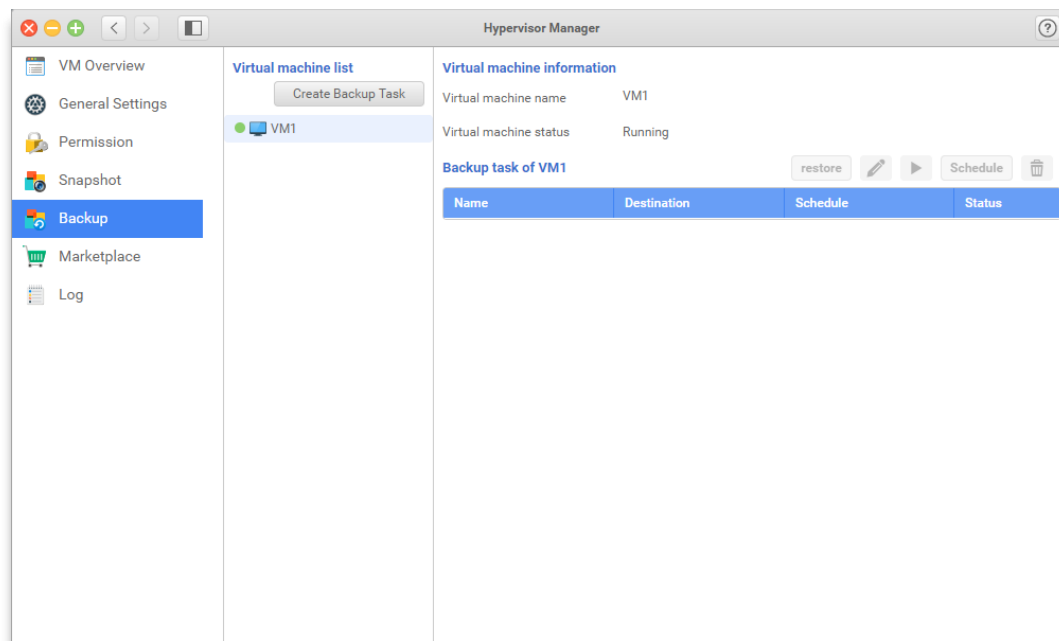 Hypervisor Manager
VM Overview
General Settings
Permission
Snapshot
Backup
Marketplace
Log
Virtual machine list
Create Backup Task
VM1
Virtual machine information
Virtual machine name VM1
Virtual machine status Running
Backup task of VM1 restore Schedule
Name Destination Schedule Status